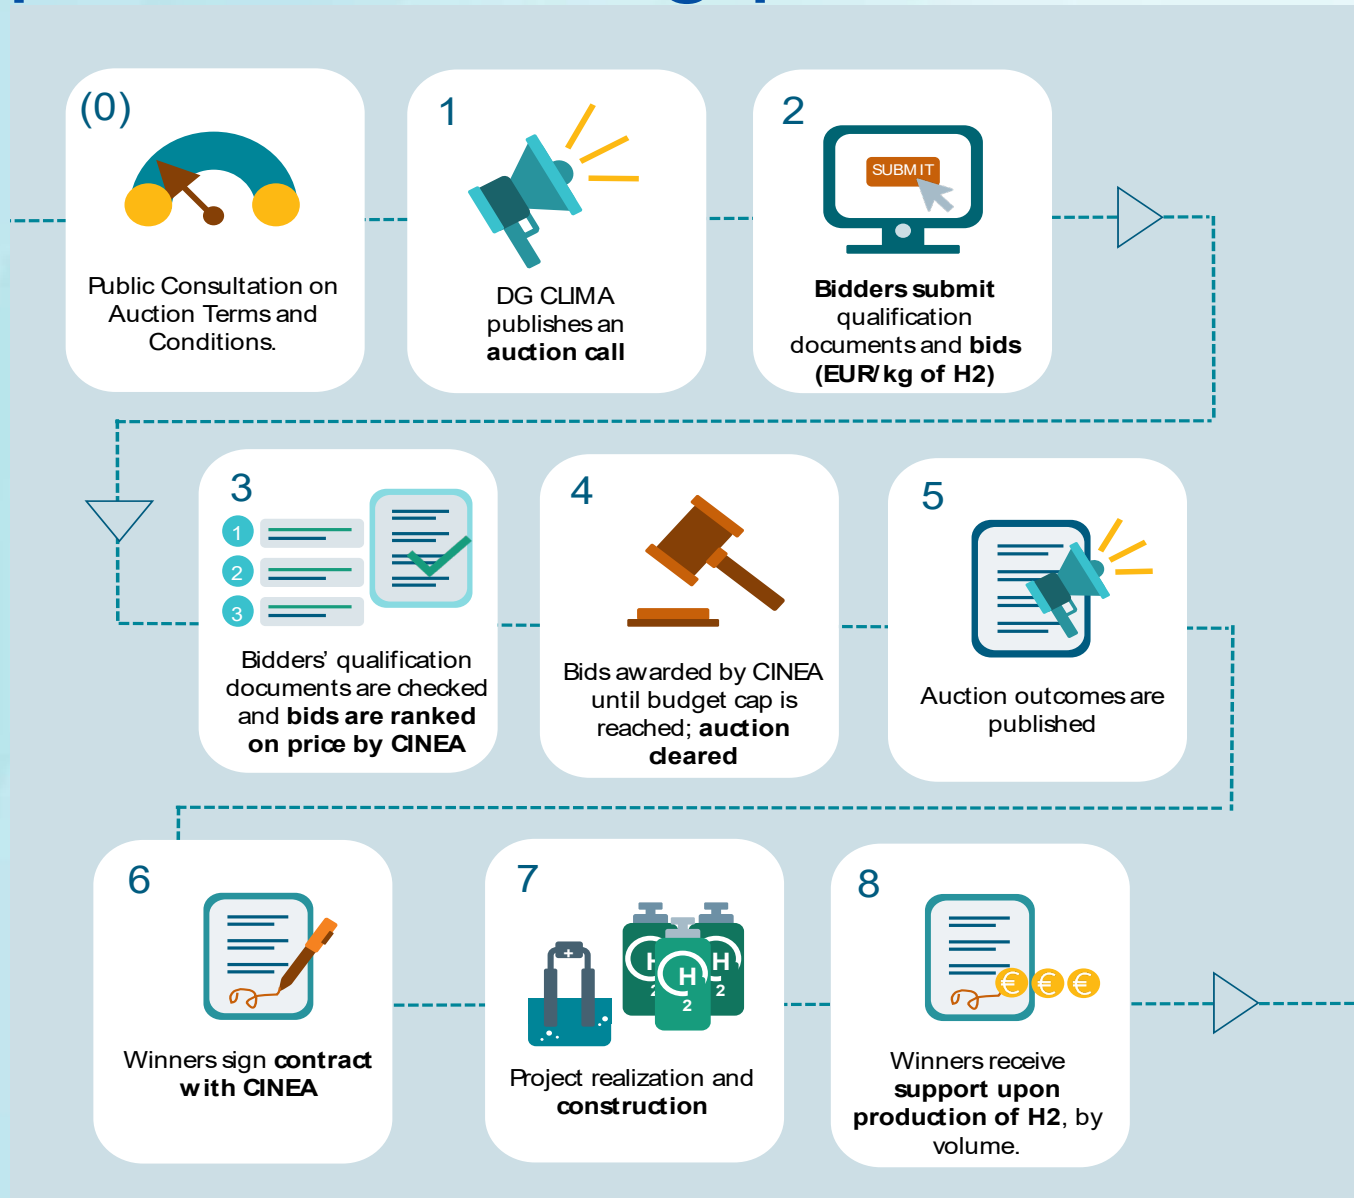 (0)
Public Consultation on
Auction Terms and
Conditions.
1
DG CLIMA
publishes an
auction call
2
SUBMIT
Bidders submit
qualification
documents and bids
(EUR/kg of H2)
3
1
2
3
Bidders’ qualification
documents are checked
and bids are ranked
on price by CINEA
4
Bids awarded by CINEA
until budget cap is
reached; auction
cleared
5
Auction outcomes are
published
6
Winners sign contract
with CINEA
7
+
H
2
H
2
H
2
Project realization and
construction
8
€ € €
Winners receive
support upon
production of H2, by
volume.